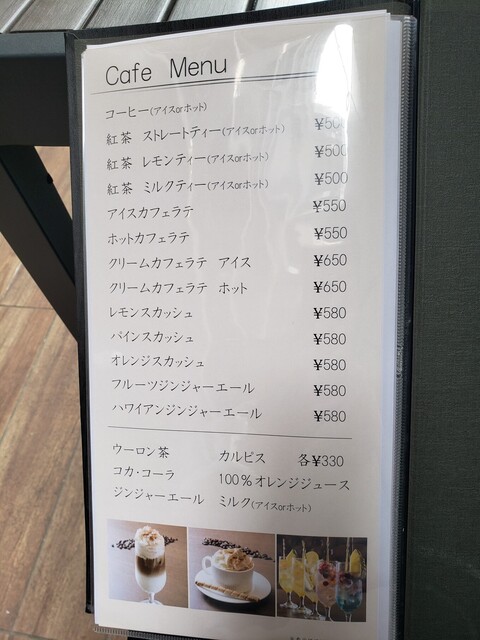 Cafe Menu
コーヒー(アイスorホット)
紅茶 ストレートティー(アイスorホット) ¥500
紅茶 レモンティー(アイスorホット) ¥500
紅茶 ミルクティー(アイスorホット) ¥500
アイスカフェラテ ¥550
ホットカフェラテ ¥550
クリームカフェラテ アイス ¥650
クリームカフェラテ ホット ¥650
レモンスカッシュ ¥580
パインスカッシュ ¥580
オレンジスカッシュ ¥580
フルーツジンジャーエール ¥580
ハワイアンジンジャーエール ¥580
ウーロン茶 カルピス 各¥330
コカ・コーラ 100%オレンジジュース
ジンジャーエール ミルク(アイスorホット)